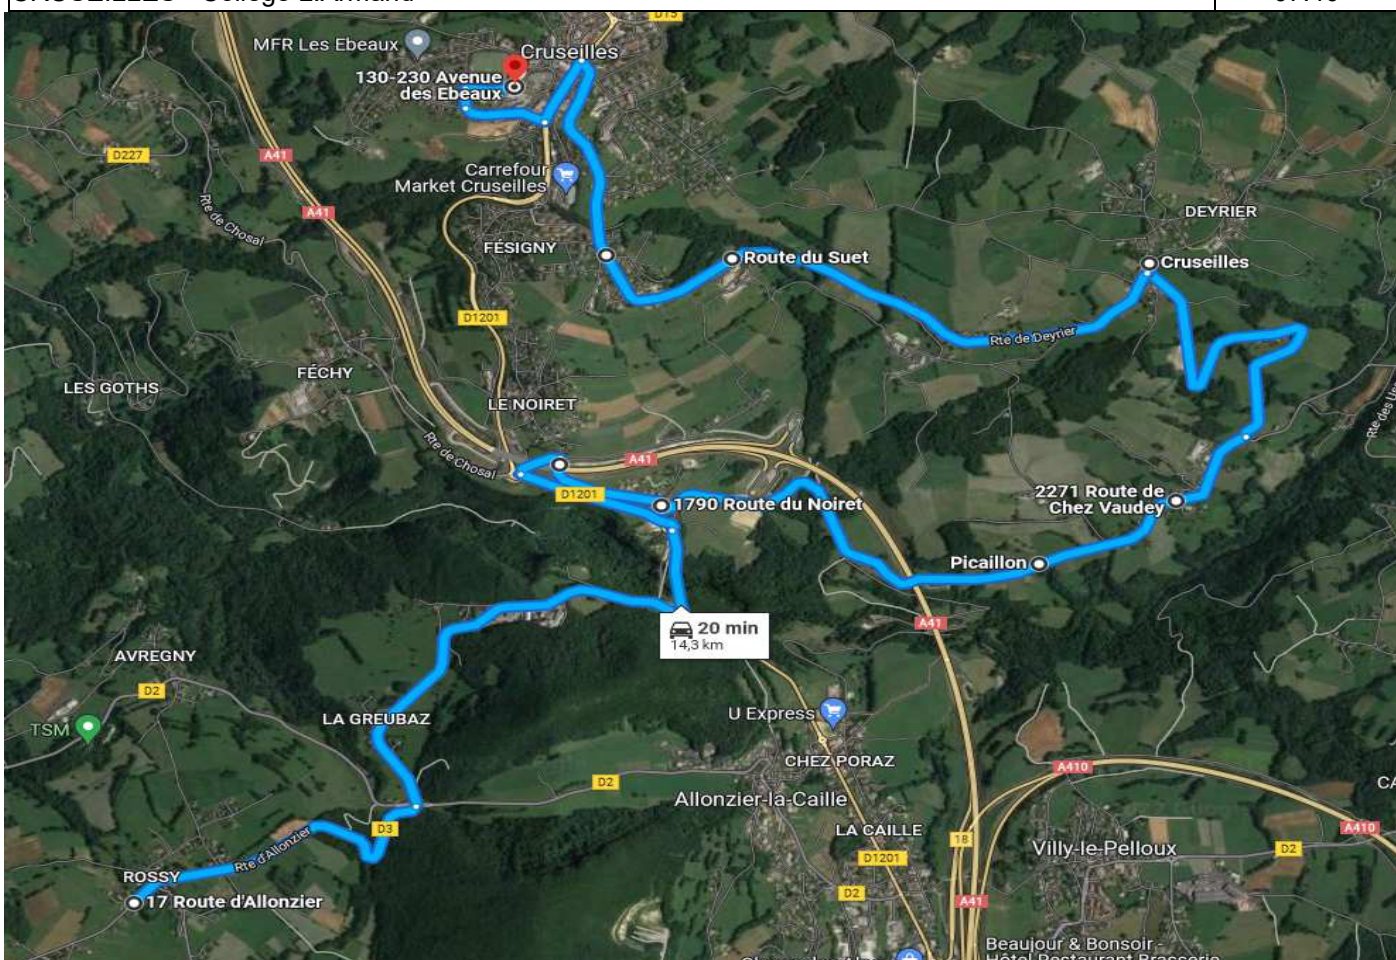 D15
MFR Les Ebeaux
Cruseilles
130-230 Avenue
des Ebeaux
D227
A41
Carrefour
Market Cruseilles
Rte de Chosal
A41
DEYRIER
FÉSIGNY
Route du Suet
Cruseilles
D1201
Rte de Deyrier
FÉCHY
LES GOTHS
LE NOIRET
Rte de Chosal
A41
D1201
1790 Route du Noiret
2271 Route de
Chez Vaudey
Picaillon
A41
20 min
14,3 km
AVREGNY
D2
LA GREUBAZ
TSM
U Express
CHEZ PORAZ
A410
D2
Allonzier-la-Caille
D3
LA CAILLE
A410
Rte d'Allonzier
18
D1201
Villy-le-Pelloux
D2
ROSSY
D2
17 Route d'Allonzier
A41
Beaujour & Bonsoir -
Hôtel Restaurant Brasserie